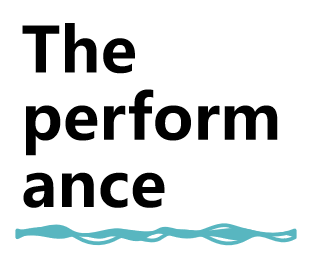 The
perform
ance